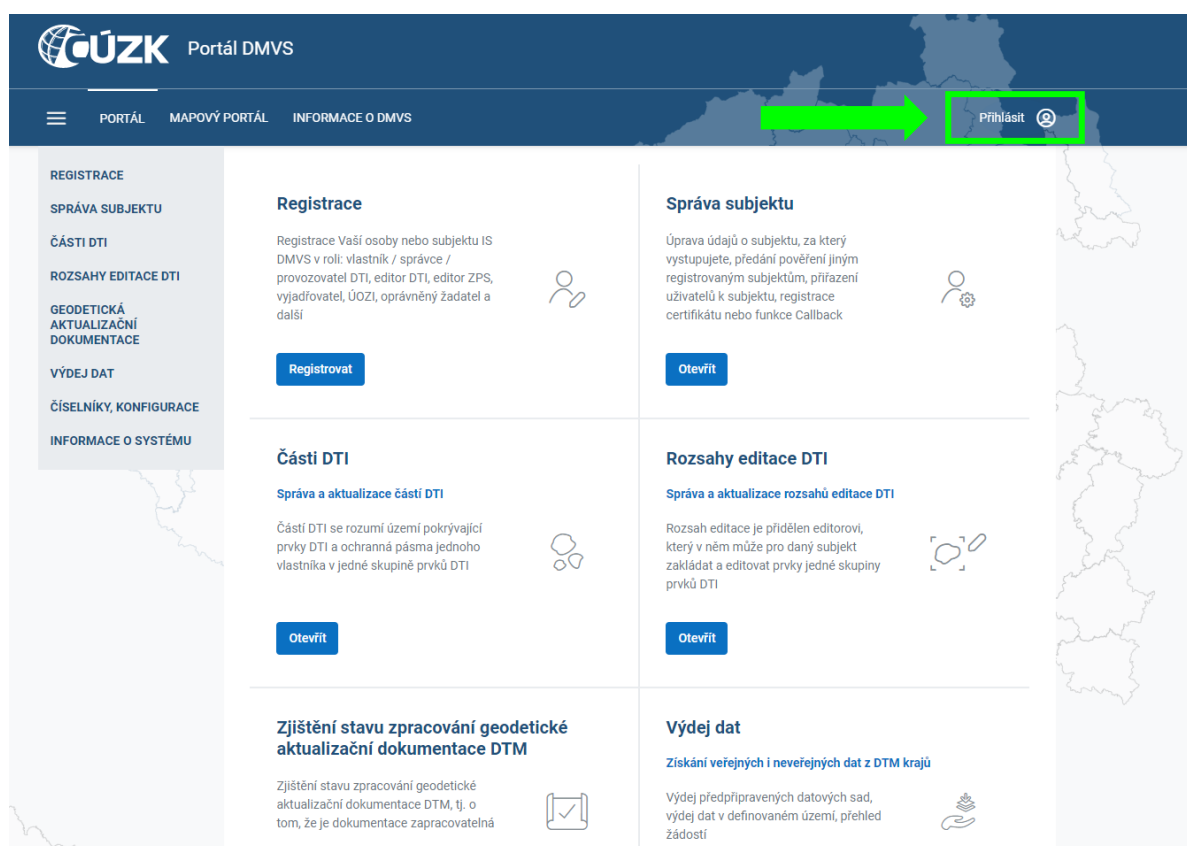 ČÚZK Portál DMVS
PORTÁL MAPOVÝ PORTÁL INFORMACE O DMVS Přihlásit
REGISTRACE
SPRÁVA SUBJEKTU
ČÁSTI DTI
ROZSAHY EDITACE DTI
GEODETICKÁ
AKTUALIZAČNÍ
DOKUMENTACE
VÝDEJ DAT
ČÍSELNÍKY, KONFIGURACE
INFORMACE O SYSTÉMU
Registrace
Registrace Vaší osoby nebo subjektu IS
DMVS v roli: vlastník / správce /
provozovatel DTI, editor DTI, editor ZPS,
vyjadřovatel, ÚOZI, oprávněný žadatel a
další
Registrovat
Správa subjektu
Úprava údajů o subjektu, za který
vystupujete, předání pověření jiným
registrovaným subjektům, přiřazení
uživatelů k subjektu, registrace
certifikátu nebo funkce Callback
Otevřít
Části DTI
Správa a aktualizace částí DTI
Částí DTI se rozumí území pokrývající
prvky DTI a ochranná pásma jednoho
vlastníka v jedné skupině prvků DTI
Otevřít
Rozsahy editace DTI
Správa a aktualizace rozsahů editace DTI
Rozsah editace je přidělen editorovi,
který v něm může pro daný subjekt
zakládat a editovat prvky jedné skupiny
prvků DTI
Otevřít
Zjištění stavu zpracování geodetické
aktualizační dokumentace DTM
Zjištění stavu zpracování geodetické
aktualizační dokumentace DTM, tj. o
tom, že je dokumentace zapracovatelná
Výdej dat
Získání veřejných i neveřejných dat z DTM krajů
Výdej předpřipravených datových sad,
výdej dat v definovaném území, přehled
žádostí